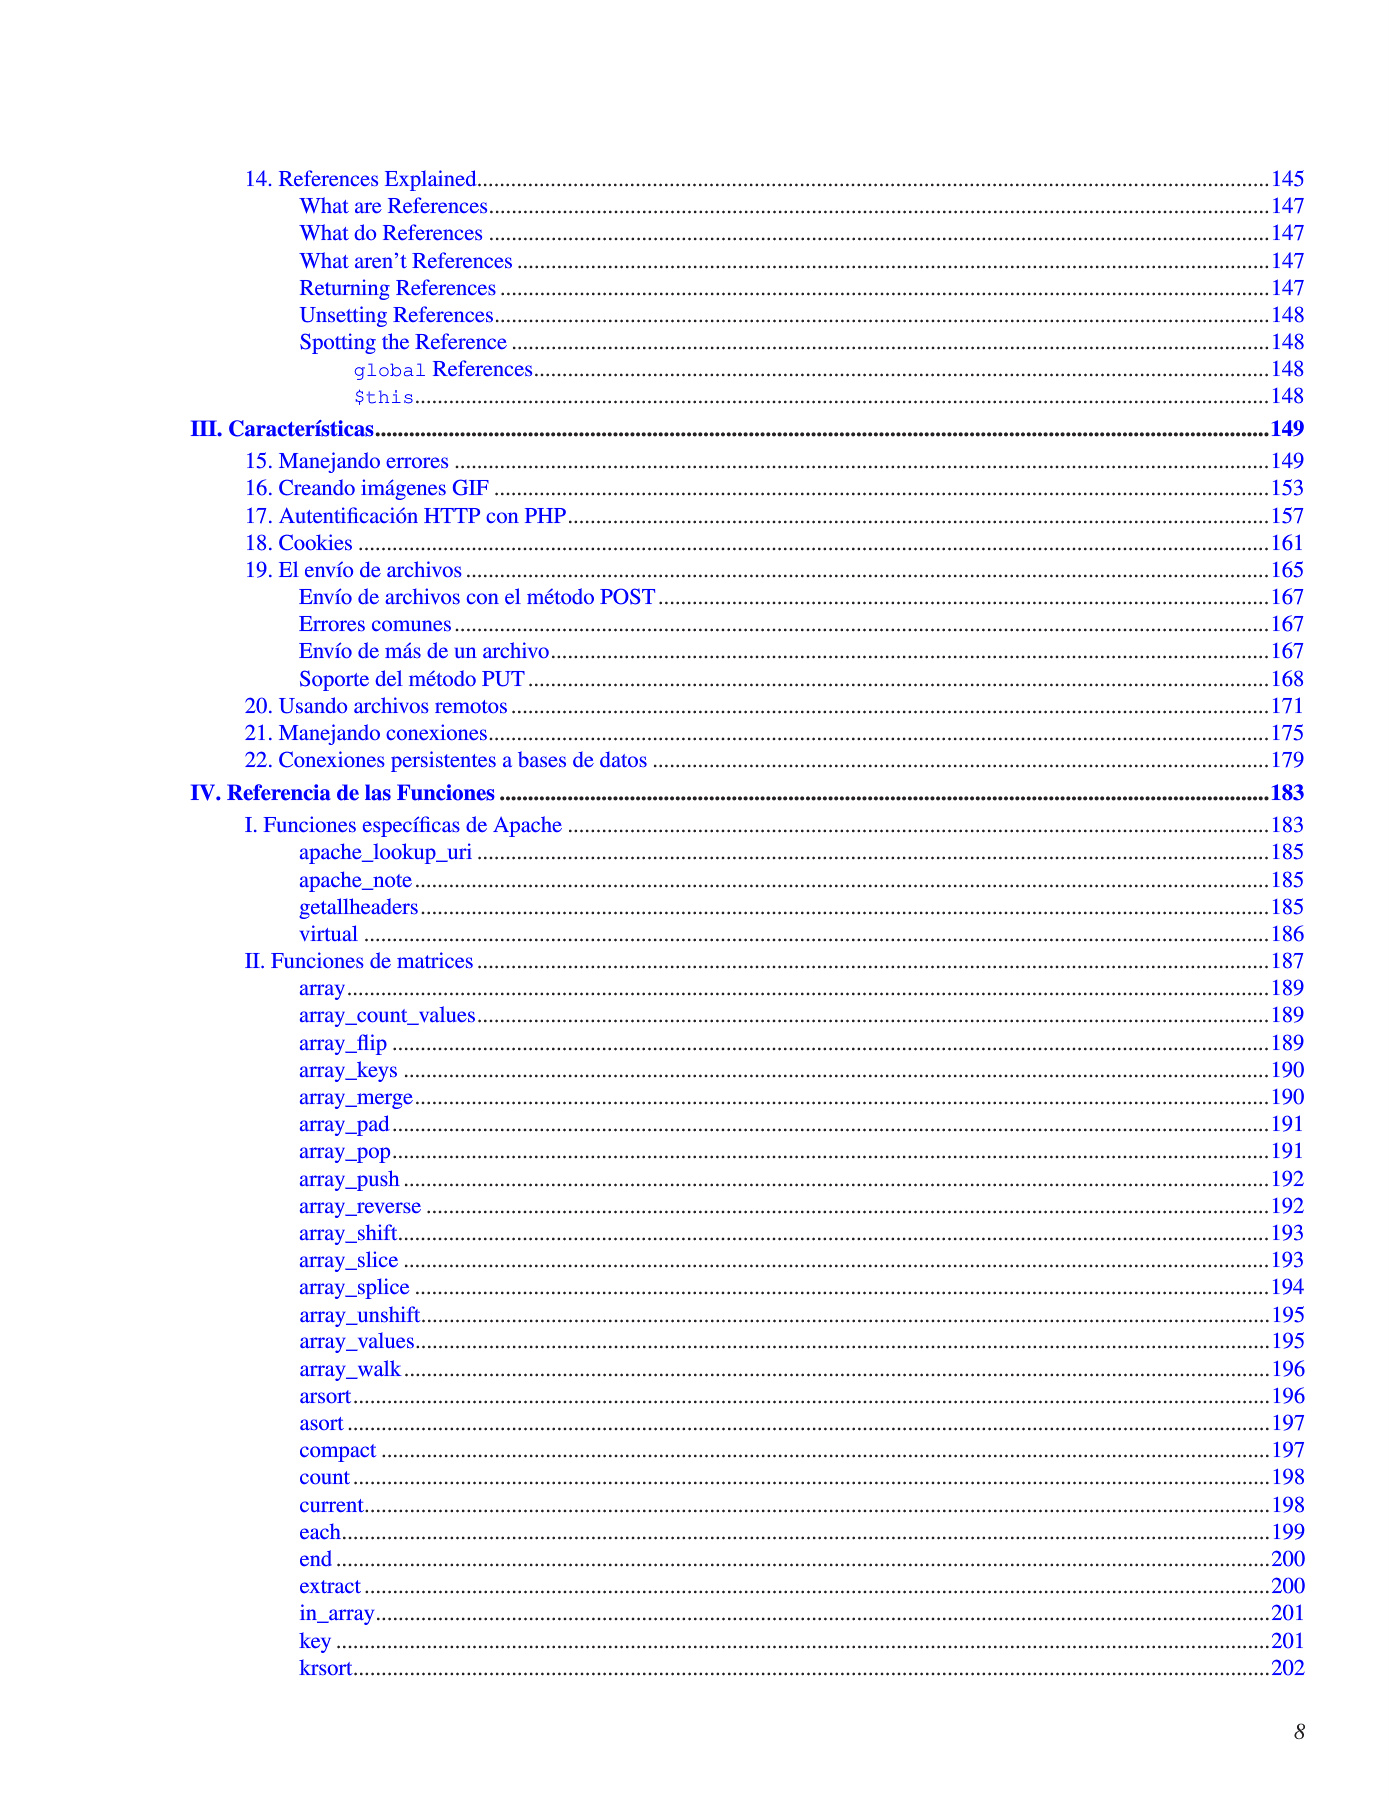 14. References Explained....145
What are References....147
What do References ....147
What aren’t References ....147
Returning References ....147
Unsetting References....148
Spotting the Reference ....148
global References....148
$this....148
III. Características....149
15. Manejando errores ....149
16. Creando imágenes GIF ....153
17. Autentificación HTTP con PHP....157
18. Cookies ....161
19. El envío de archivos ....165
Envío de archivos con el método POST ....167
Errores comunes ....167
Envío de más de un archivo....167
Soporte del método PUT ....168
20. Usando archivos remotos ....171
21. Manejando conexiones....175
22. Conexiones persistentes a bases de datos ....179
IV. Referencia de las Funciones ....183
I. Funciones específicas de Apache ....183
apache_lookup_uri ....185
apache_note ....185
getallheaders ....185
virtual ....186
II. Funciones de matrices ....187
array....189
array_count_values....189
array_flip ....189
array_keys ....190
array_merge....190
array_pad ....191
array_pop....191
array_push ....192
array_reverse ....192
array_shift....193
array_slice ....193
array_splice ....194
array_unshift....195
array_values....195
array_walk ....196
arsort....196
asort ....197
compact ....197
count ....198
current....198
each....199
end ....200
extract ....200
in_array....201
key ....201
krsort....202
8